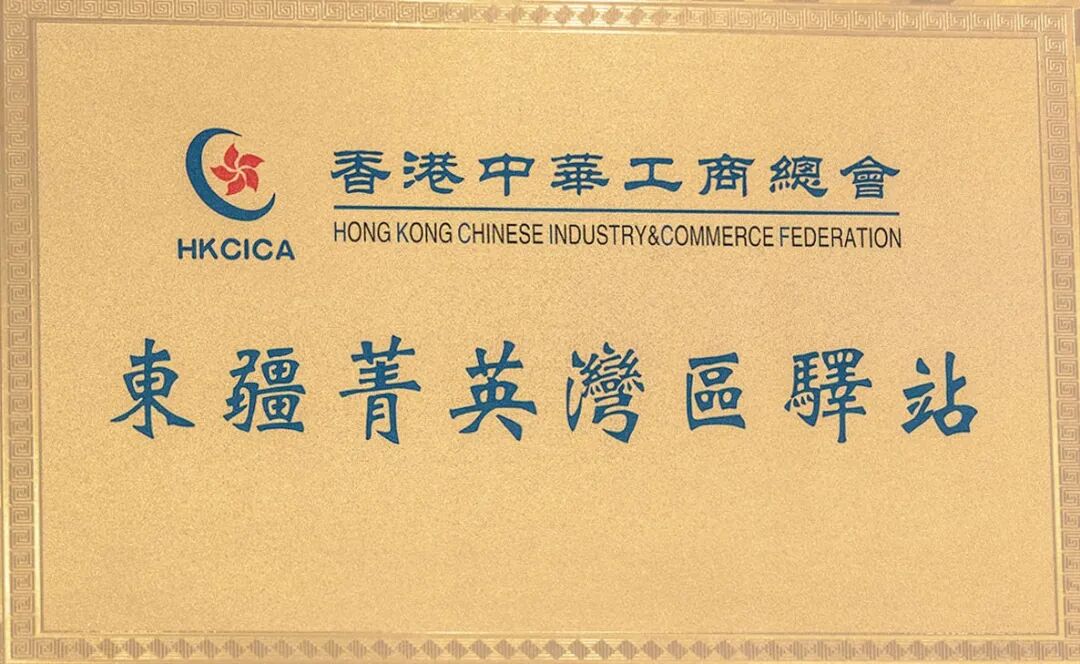 香港中華工商總會
HONG KONG CHINESE INDUSTRY&COMMERCE FEDERATION
HKCICA
東疆菁英灣區驛站